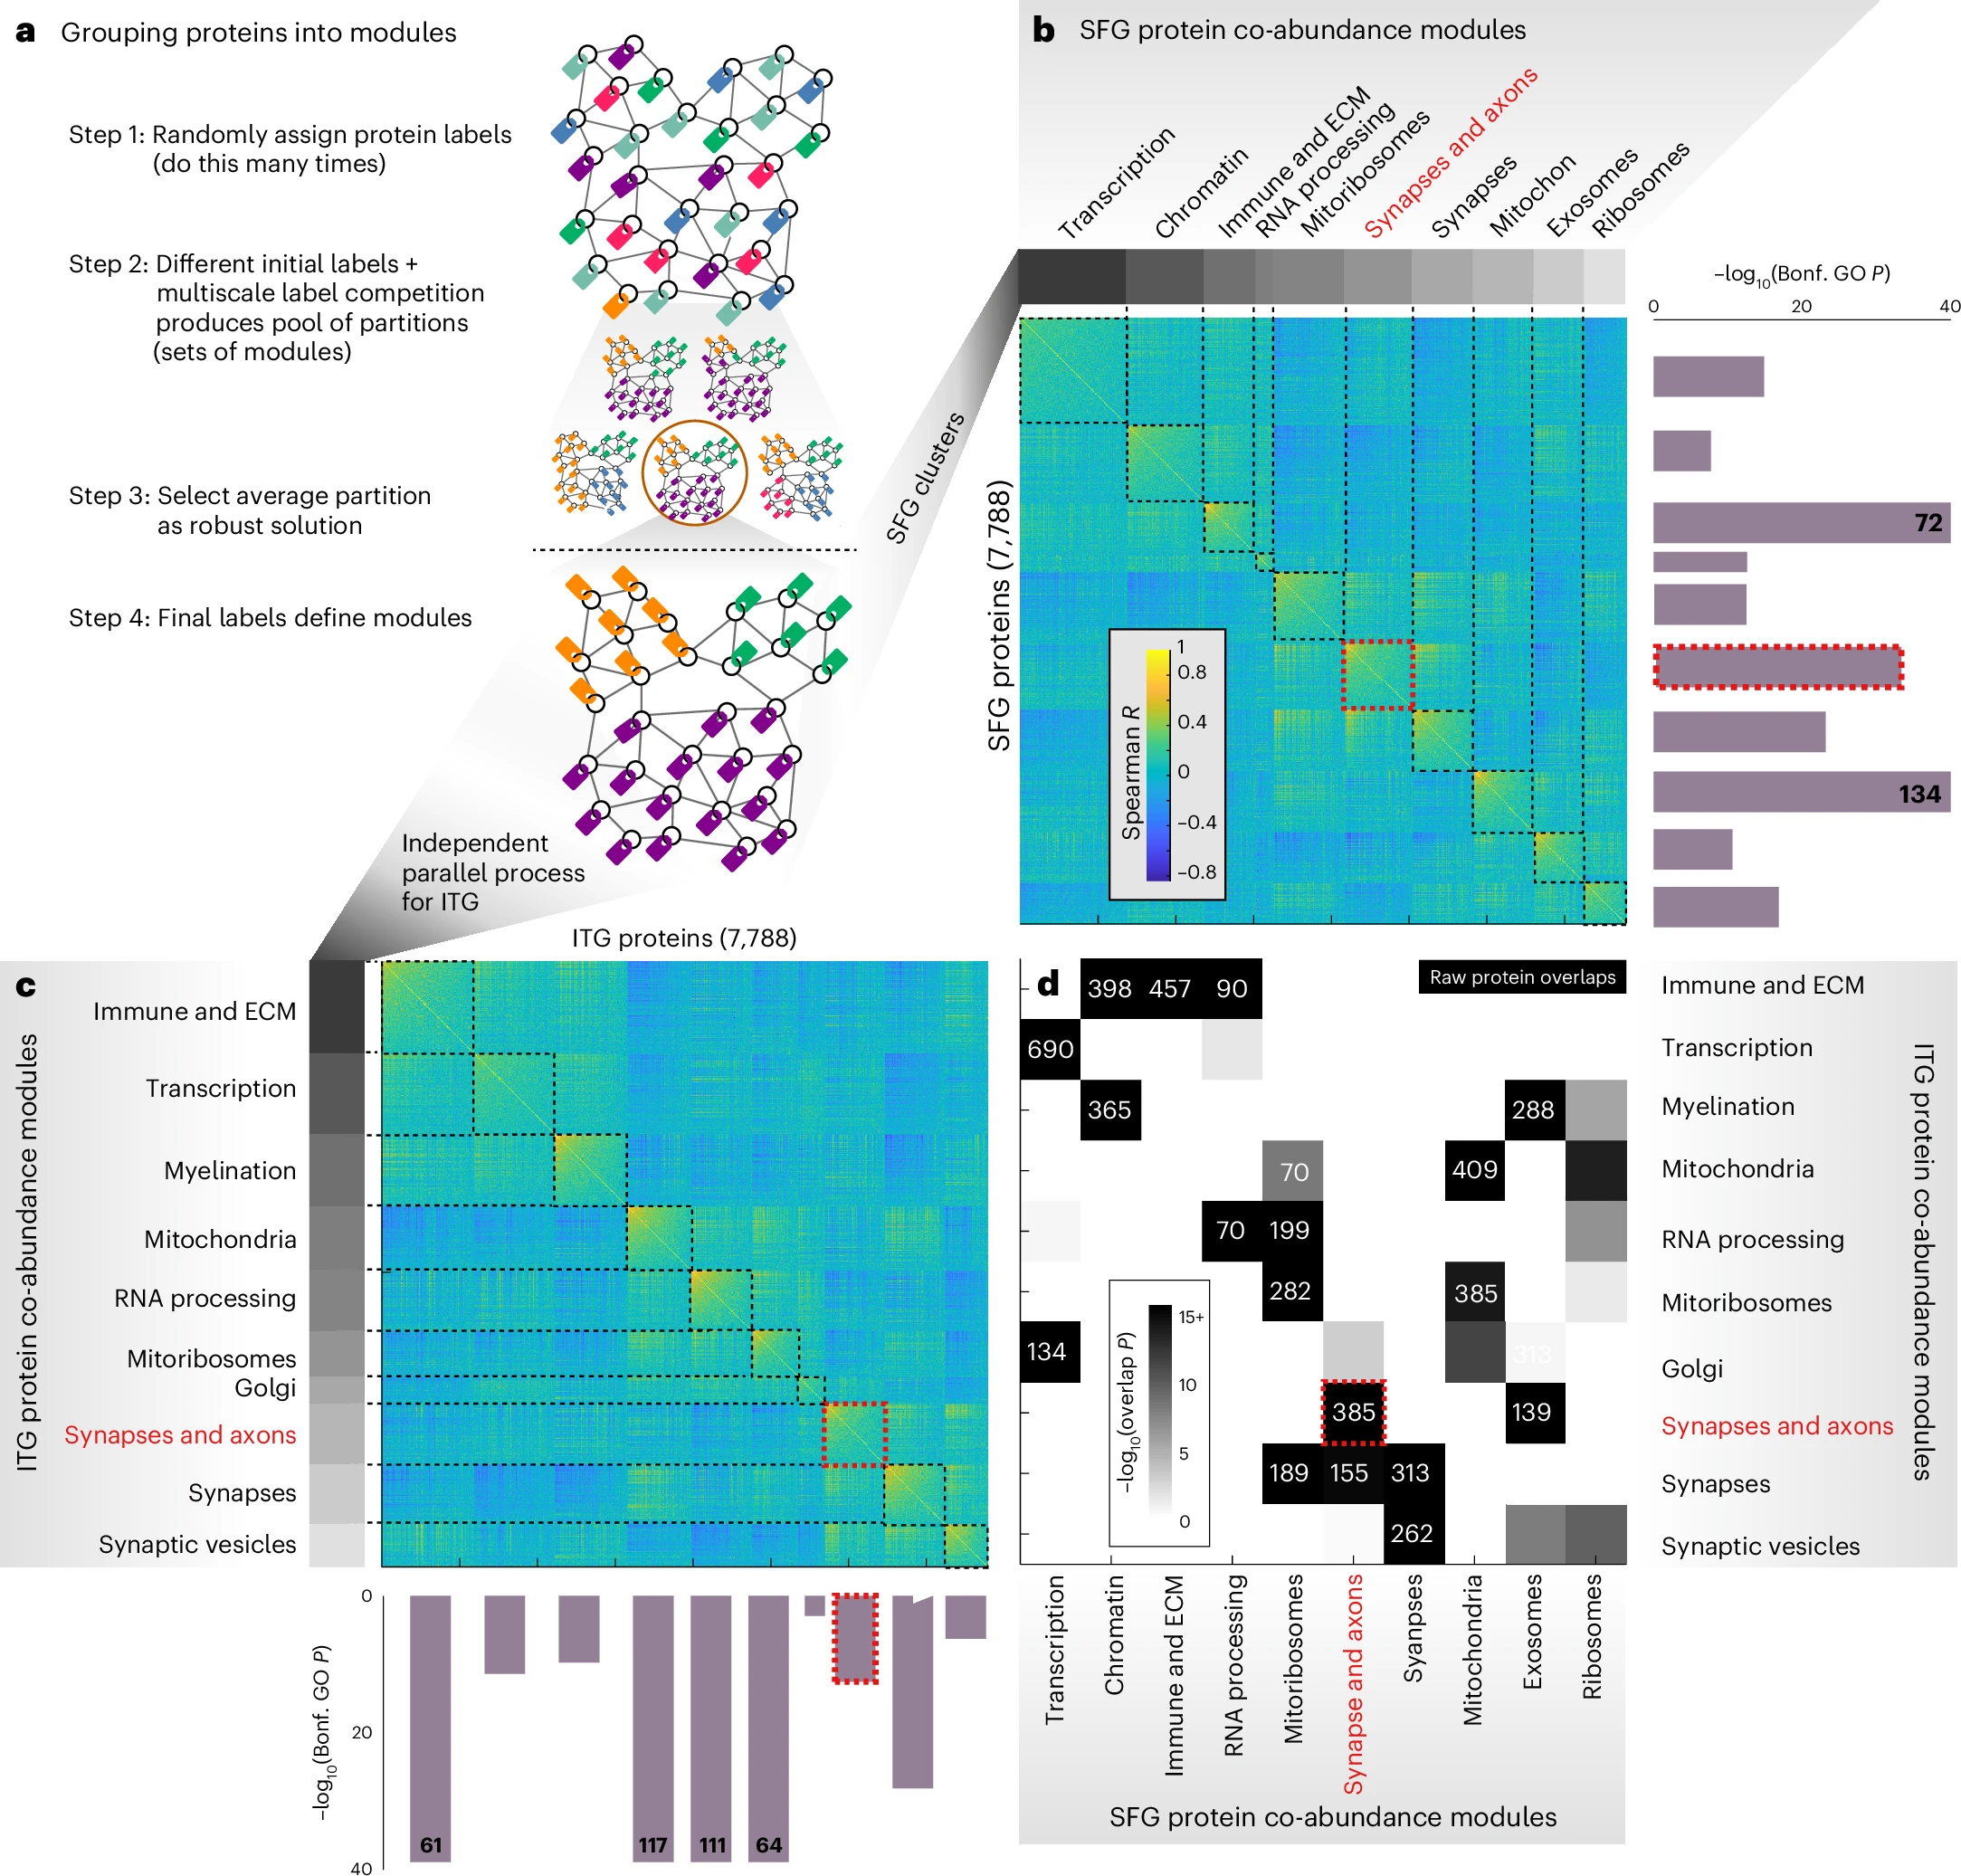 a Grouping proteins into modules
Step 1: Randomly assign protein labels
(do this many times)
Step 2: Different initial labels +
multiscale label competition
produces pool of partitions
(sets of modules)
Step 3: Select average partition
as robust solution
Step 4: Final labels define modules
Independent
parallel process
for ITG
SFG clusters
b SFG protein co-abundance modules
Transcription
Chromatin
Immune and ECM
RNA processing
Mitoribosomes
Synapses and axons
Synapses
Mitochon
Exosomes
Ribosomes
SFG proteins (7,788)
Spearman R
1
0.8
0.4
0
−0.4
−0.8
−log10(Bonf. GO P)
0 20 40
72
134
ITG proteins (7,788)
c
ITG protein co-abundance modules
Immune and ECM
Transcription
Myelination
Mitochondria
RNA processing
Mitoribosomes
Golgi
Synapses and axons
Synapses
Synaptic vesicles
−log10(Bonf. GO P)
0
20
40
61 117 111 64
d
Raw protein overlaps
398 457 90
690
365 288
70 409
70 199
282 385
134 313
385 139
189 155 313
262
−log10(overlap P)
15+
10
5
0
Immune and ECM
Transcription
Myelination
Mitochondria
RNA processing
Mitoribosomes
Golgi
Synapses and axons
Synapses
Synaptic vesicles
ITG protein co-abundance modules
Transcription
Chromatin
Immune and ECM
RNA processing
Mitoribosomes
Synapse and axons
Synanpses
Mitochondria
Exosomes
Ribosomes
SFG protein co-abundance modules